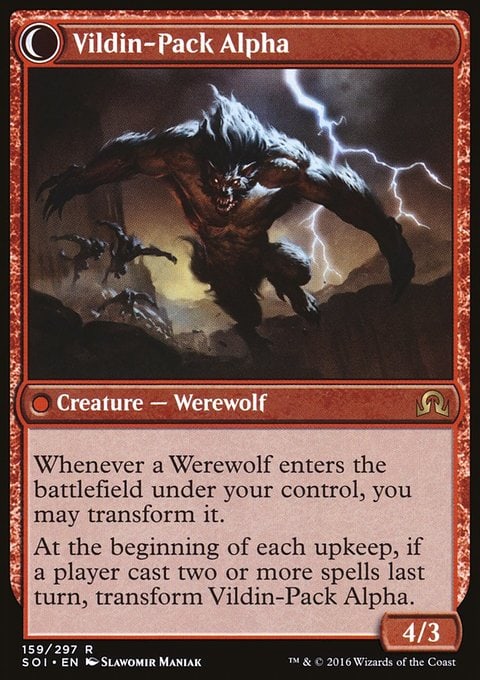 Vildin-Pack Alpha
Creature — Werewolf
Whenever a Werewolf enters the
battlefield under your control, you
may transform it.
At the beginning of each upkeep, if
a player cast two or more spells last
turn, transform Vildin-Pack Alpha.
4/3
159/297 R
SOI • EN Slawomir Maniak
™ & © 2016 Wizards of the Coast